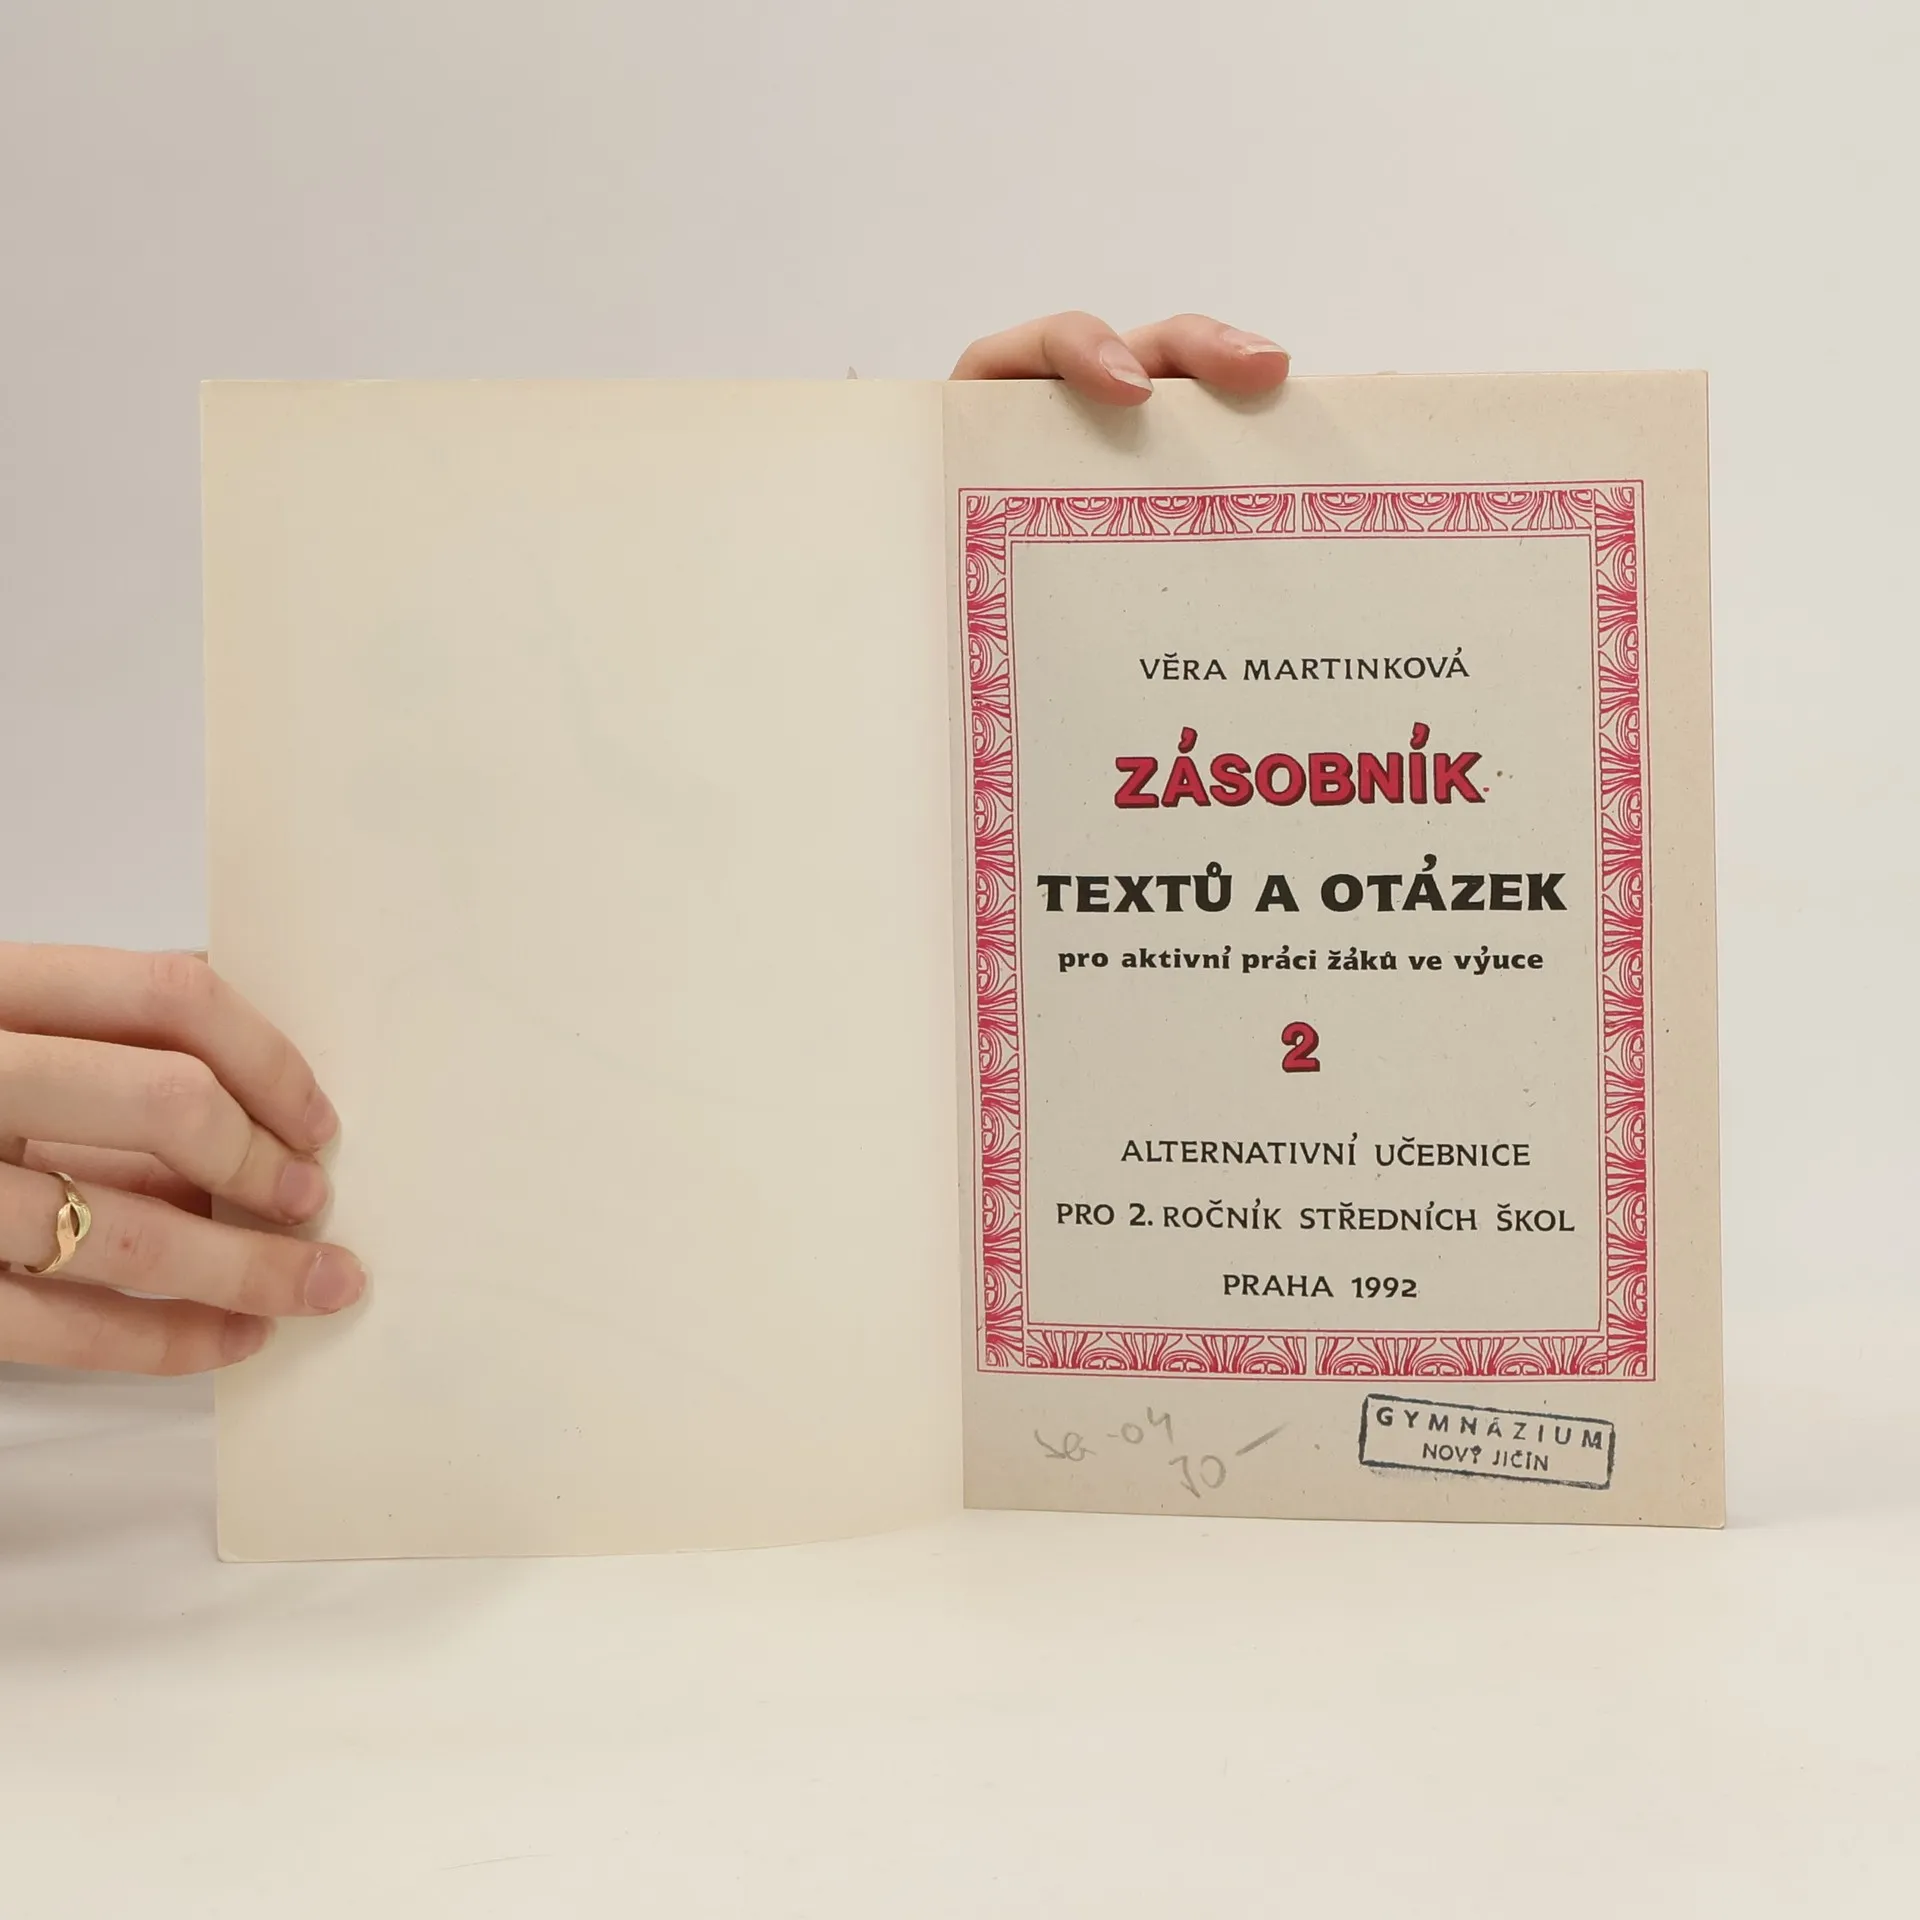 VĚRA MARTINKOVÁ
ZÁSOBNÍK
TEXTŮ A OTÁZEK
pro aktivní práci žáků ve výuce
2
ALTERNATIVNÍ UČEBNICE
PRO 2. ROČNÍK STŘEDNÍCH ŠKOL
PRAHA 1992
GYMNÁZIUM
NOVÝ JIČÍN